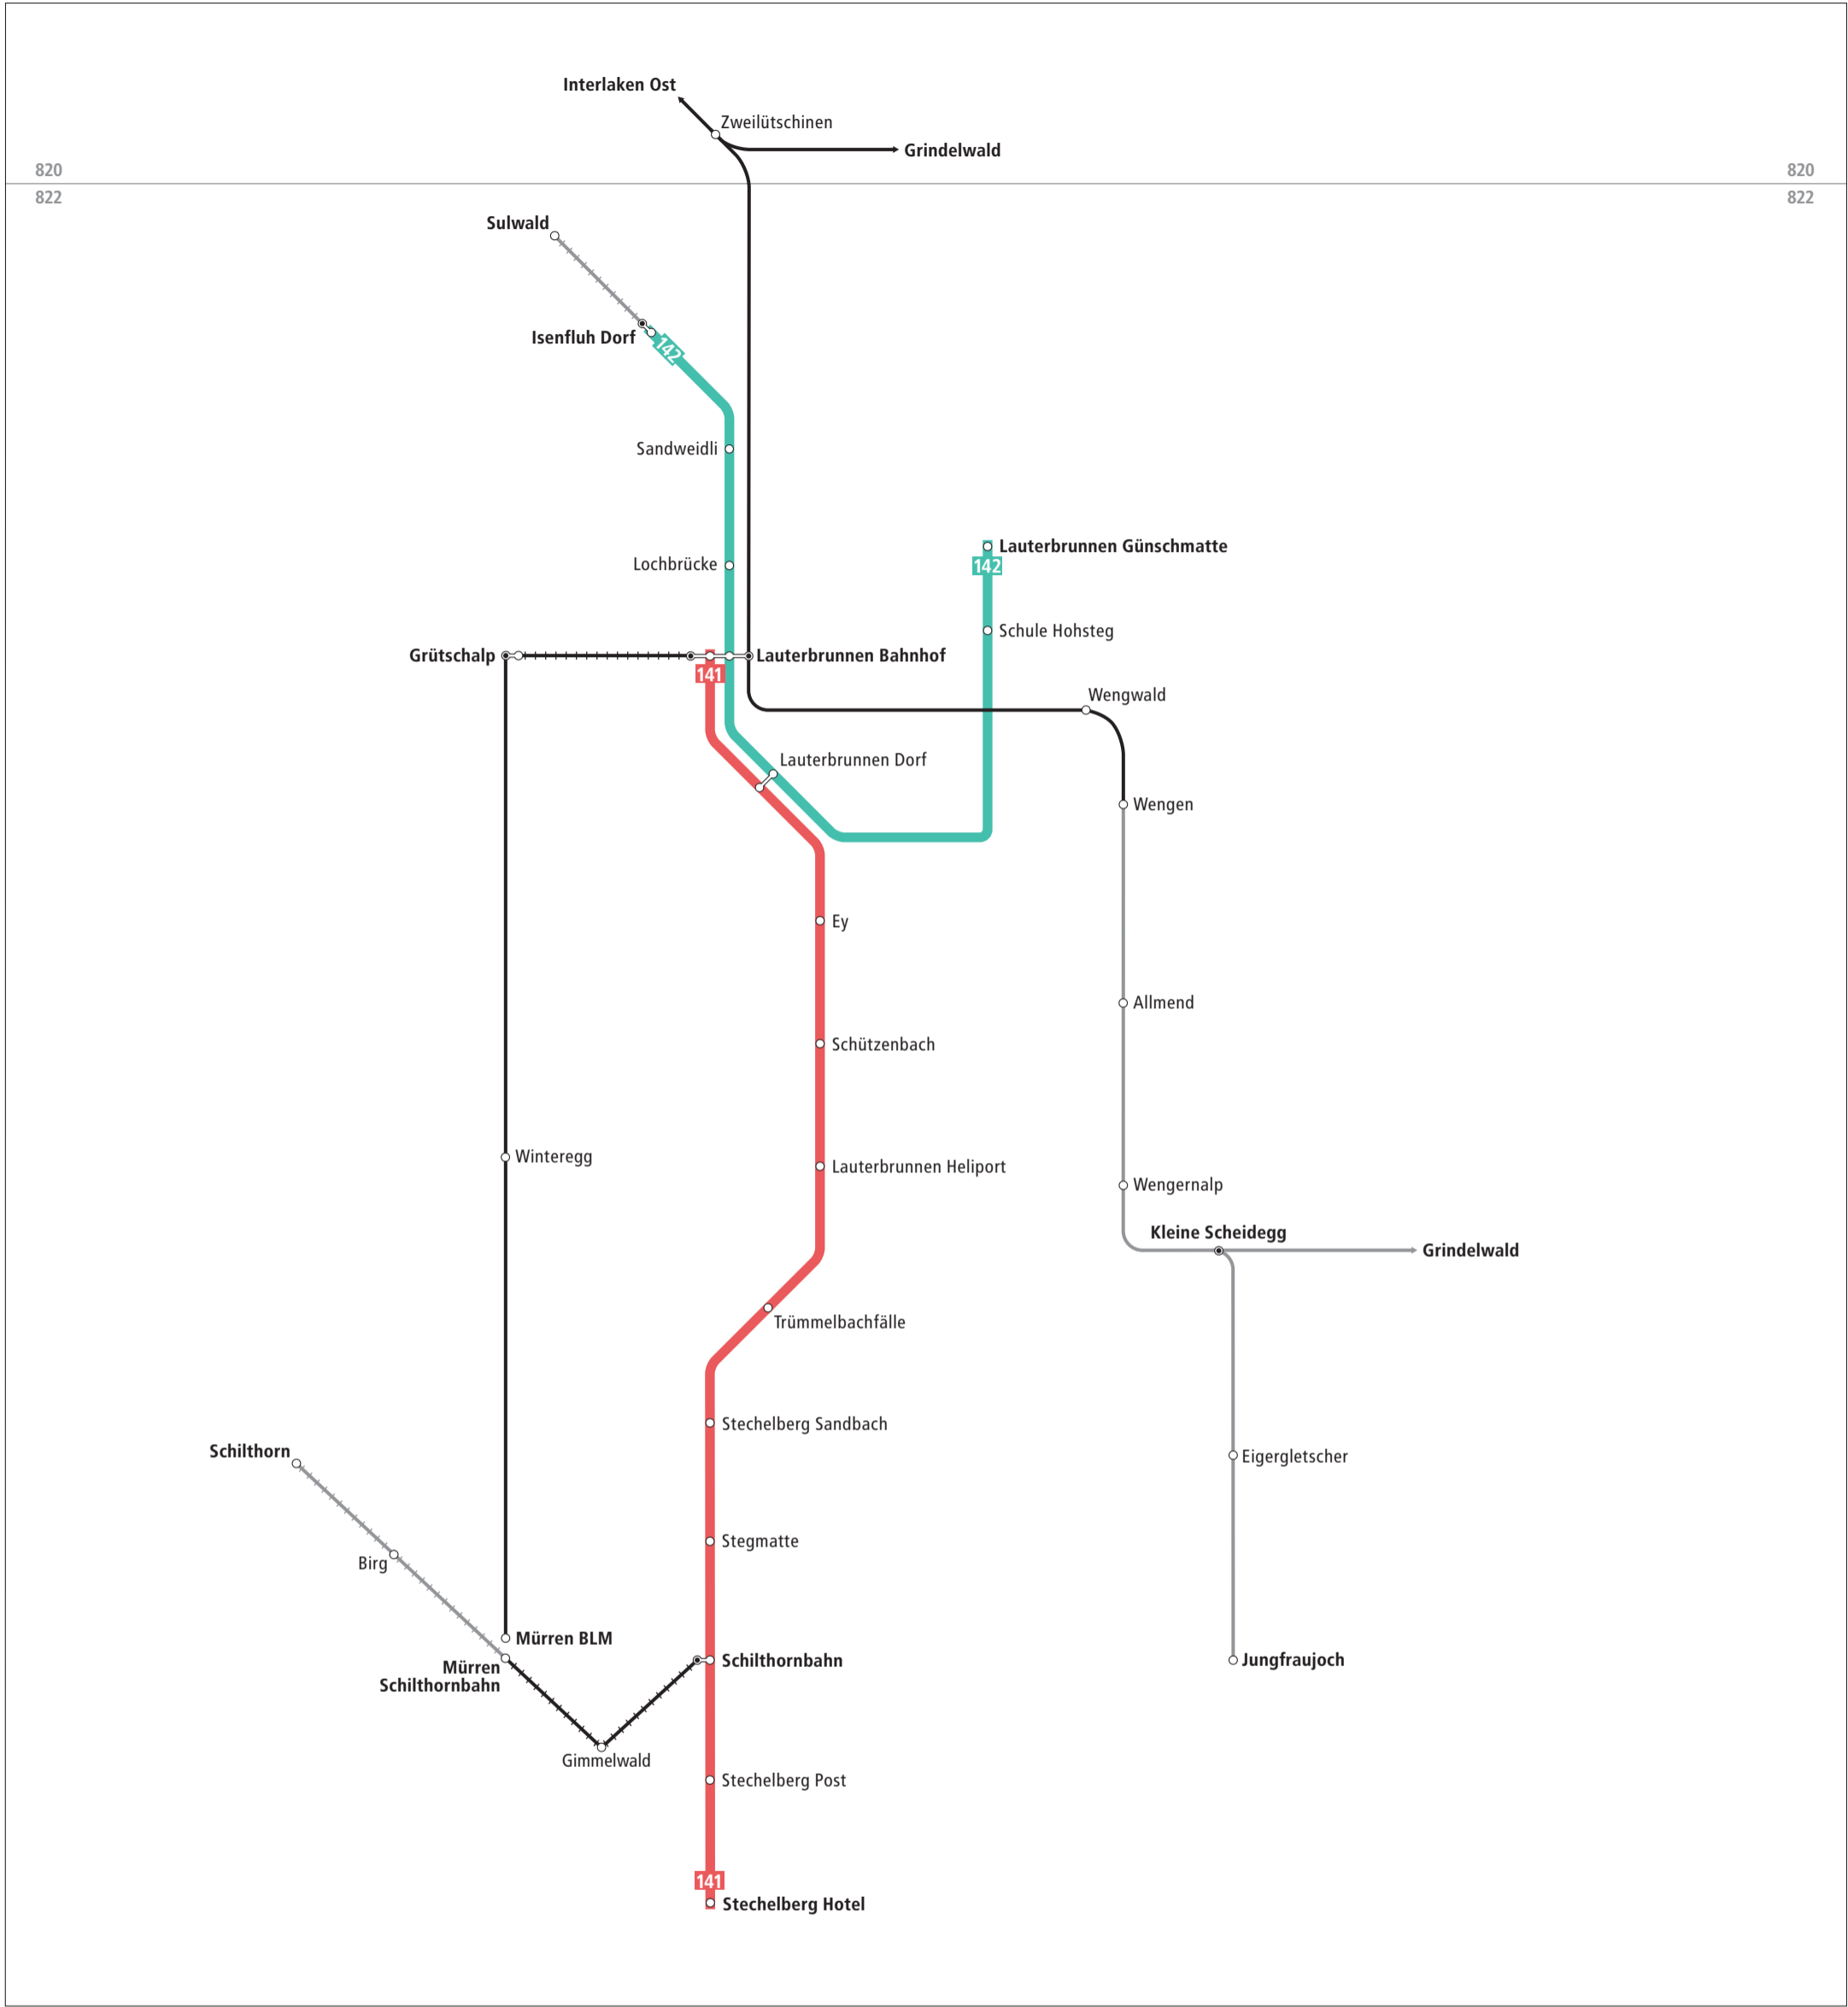 Interlaken Ost
Zweilütschinen
Grindelwald
820
820
822
822
Sulwald
Isenfluh Dorf
142
Sandweidli
Lauterbrunnen Günschmatte
Lochbrücke
142
Schule Hohsteg
Grütschalp
Lauterbrunnen Bahnhof
141
Wengwald
Lauterbrunnen Dorf
Wengen
Ey
Allmend
Schützenbach
Winteregg
Lauterbrunnen Heliport
Wengernalp
Kleine Scheidegg
Grindelwald
Trümmelbachfälle
Stechelberg Sandbach
Schilthorn
Eigergletscher
Stegmatte
Birg
Mürren BLM
Mürren
Schilthornbahn
Schilthornbahn
Jungfraujoch
Gimmelwald
Stechelberg Post
141
Stechelberg Hotel